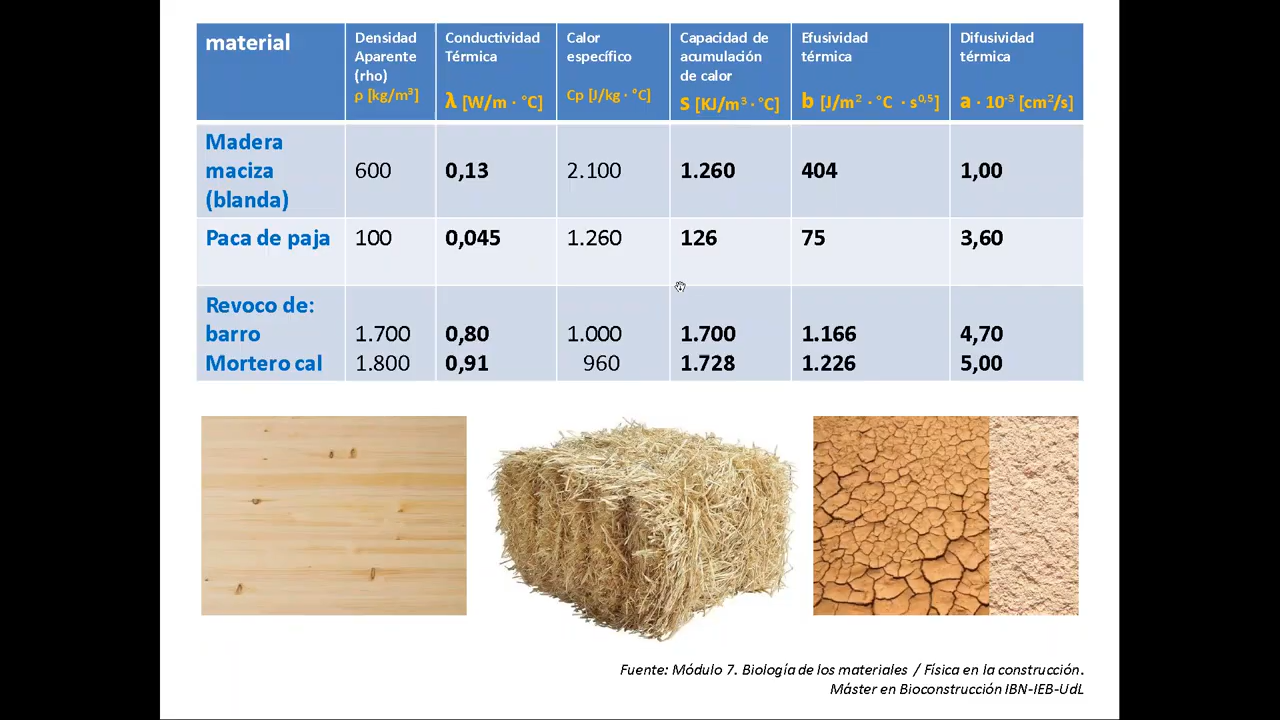 material
Densidad
Aparente
(rho)
ρ [kg/m³]
Conductividad
Térmica
λ [W/m · °C]
Calor
específico
Cp [J/kg · °C]
Capacidad de
acumulación
de calor
S [KJ/m³ · °C]
Efusividad
térmica
b [J/m² · °C · s⁰,⁵]
Difusividad
térmica
a · 10⁻³ [cm²/s]
Madera
maciza
(blanda)
600 0,13 2.100 1.260 404 1,00
Paca de paja 100 0,045 1.260 126 75 3,60
Revoco de:
barro 1.700 0,80 1.000 1.700 1.166 4,70
Mortero cal 1.800 0,91 960 1.728 1.226 5,00
Fuente: Módulo 7. Biología de los materiales / Física en la construcción.
Máster en Bioconstrucción IBN-IEB-UdL